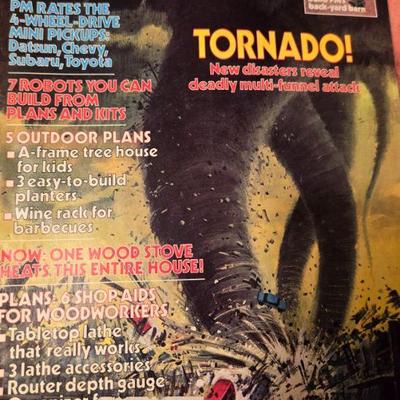 back-yard barn
PM RATES THE
4-WHEEL-DRIVE
MINI PICKUPS:
Datsun, Chevy,
Subaru, Toyota
TORNADO!
New disasters reveal
deadly multi-funnel attack
7 ROBOTS YOU CAN
BUILD FROM
PLANS AND KITS
5 OUTDOOR PLANS
■ A-frame tree house
for kids
■ 3 easy-to-build
planters
■ Wine rack for
barbecues
NOW: ONE WOOD STOVE
HEATS THIS ENTIRE HOUSE!
PLANS: 6 SHOP AIDS
FOR WOODWORKERS
■ Tabletop lathe
that really works
■ 3 lathe accessories
■ Router depth gauge